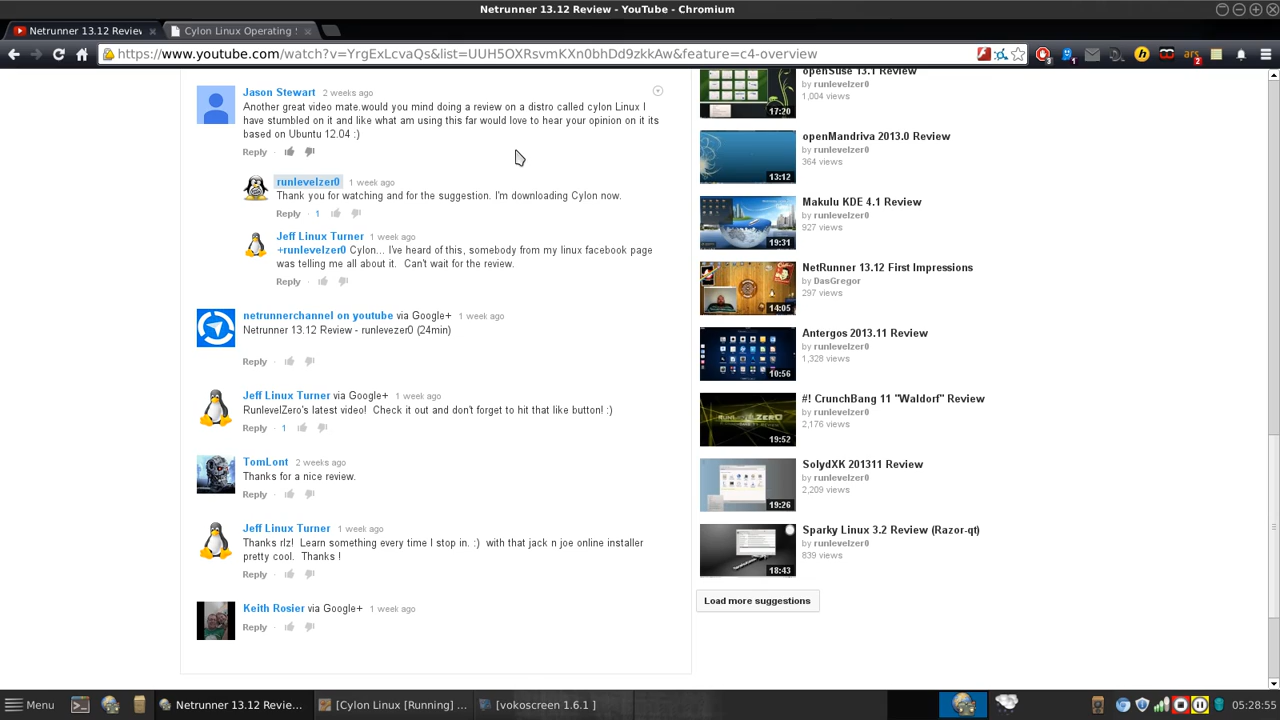 Netrunner 13.12 Review - YouTube - Chromium
Netrunner 13.12 Review
Cylon Linux Operating S
https://www.youtube.com/watch?v=YrgExLcvaQs&list=UUH5OXRsvmKXn0bhDd9zkkAw&feature=c4-overview
Jason Stewart 2 weeks ago
Another great video mate.would you mind doing a review on a distro called cylon Linux I
have stumbled on it and like what am using this far would love to hear your opinion on it its
based on Ubuntu 12.04 :)
Reply ·
runlevelzer0 1 week ago
Thank you for watching and for the suggestion. I'm downloading Cylon now.
Reply · 1
Jeff Linux Turner 1 week ago
+runlevelzer0 Cylon... I've heard of this, somebody from my linux facebook page
was telling me all about it. Can't wait for the review.
Reply ·
netrunnerchannel on youtube via Google+ 1 week ago
Netrunner 13.12 Review - runlevezer0 (24min)
Reply ·
Jeff Linux Turner via Google+ 1 week ago
RunlevelZero's latest video! Check it out and don't forget to hit that like button! :)
Reply · 1
TomLont 2 weeks ago
Thanks for a nice review.
Reply ·
Jeff Linux Turner 1 week ago
Thanks rlz! Learn something every time I stop in. :) with that jack n joe online installer
pretty cool. Thanks !
Reply ·
Keith Rosier via Google+ 1 week ago
Reply ·
openSuse 13.1 Review
by runlevelzer0
1,004 views
17:20
openMandriva 2013.0 Review
by runlevelzer0
364 views
13:12
Makulu KDE 4.1 Review
by runlevelzer0
927 views
19:31
NetRunner 13.12 First Impressions
by DasGregor
297 views
14:05
Antergos 2013.11 Review
by runlevelzer0
1,328 views
10:56
#! CrunchBang 11 "Waldorf" Review
by runlevelzer0
2,176 views
19:52
SolydXK 201311 Review
by runlevelzer0
2,209 views
19:26
Sparky Linux 3.2 Review (Razor-qt)
by runlevelzer0
839 views
18:43
Load more suggestions
Menu
Netrunner 13.12 Revie...
[Cylon Linux [Running] ...
[vokoscreen 1.6.1 ]
05:28:55